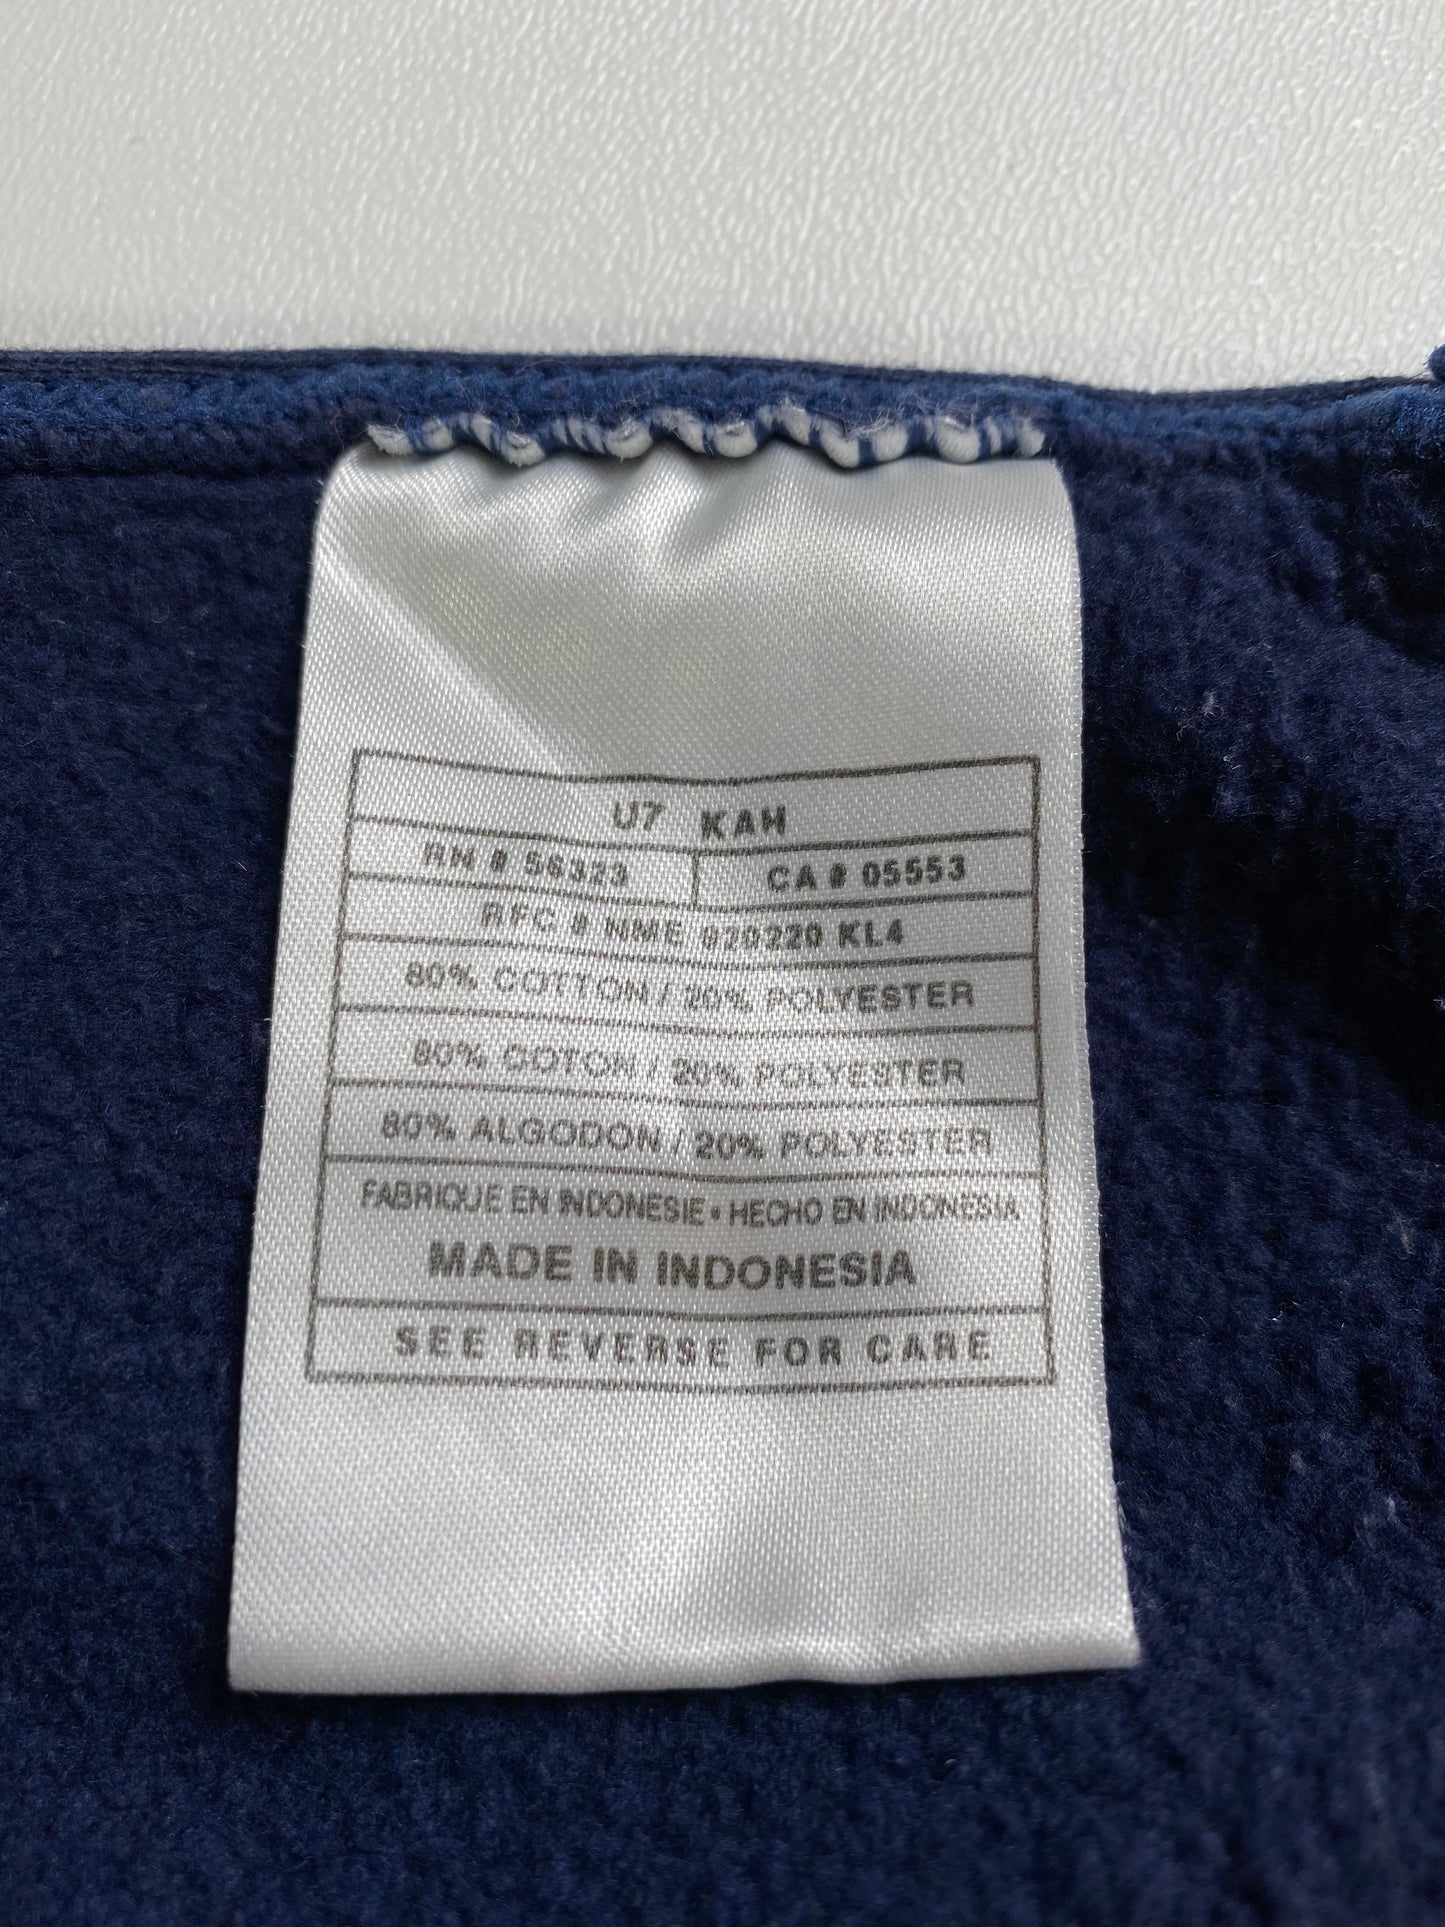 U7 KAH
RN # 56323 CA # 05553
RFC # NME 020220 KL4
80% COTTON / 20% POLYESTER
80% COTON / 20% POLYESTER
80% ALGODON / 20% POLYESTER
FABRIQUE EN INDONESIE • HECHO EN INDONESIA
MADE IN INDONESIA
SEE REVERSE FOR CARE